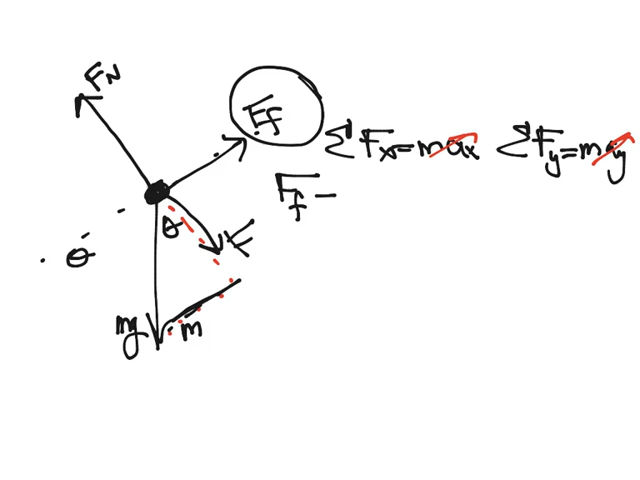 FN
Ff
ΣFx=max ΣFy=may
Ff-
θ
θ
mg
m